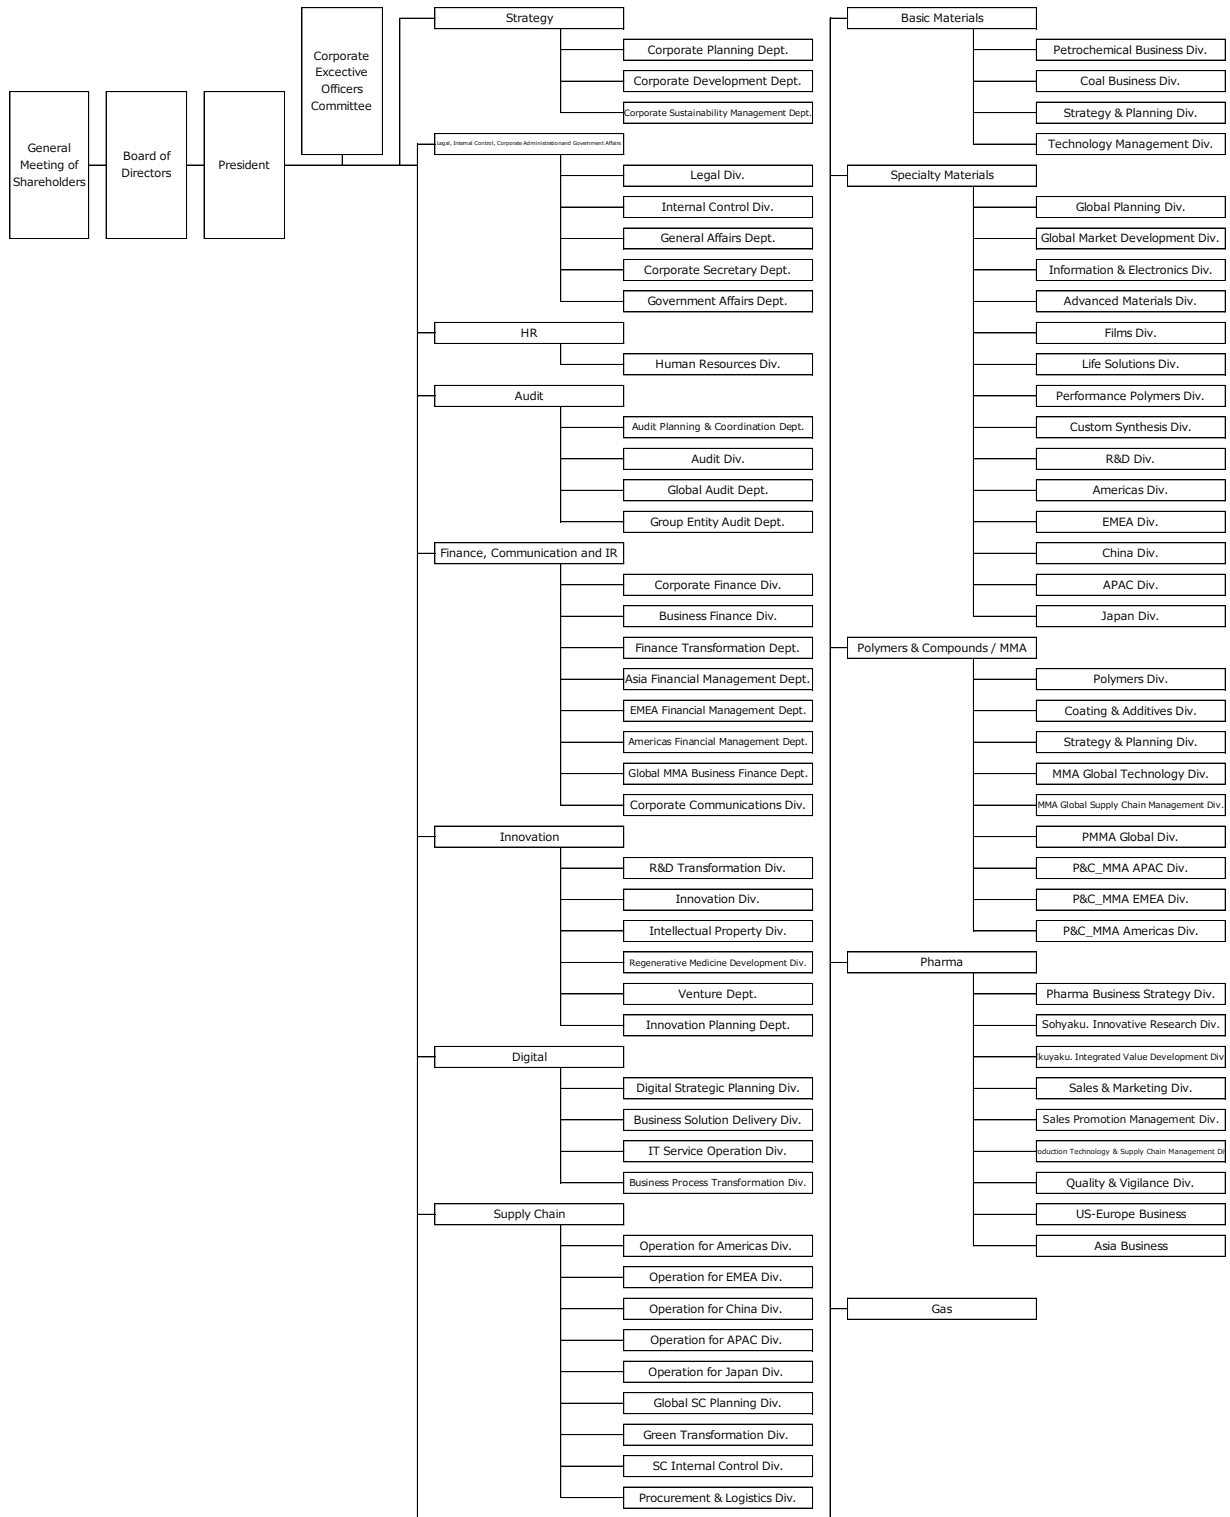 General
Meeting of
Shareholders
Board of
Directors
President
Corporate
Excective
Officers
Committee
Strategy
Corporate Planning Dept.
Corporate Development Dept.
Corporate Sustainability Management Dept.
Legal, Internal Control, Corporate Administration and Government Affairs
Legal Div.
Internal Control Div.
General Affairs Dept.
Corporate Secretary Dept.
Government Affairs Dept.
HR
Human Resources Div.
Audit
Audit Planning & Coordination Dept.
Audit Div.
Global Audit Dept.
Group Entity Audit Dept.
Finance, Communication and IR
Corporate Finance Div.
Business Finance Div.
Finance Transformation Dept.
Asia Financial Management Dept.
EMEA Financial Management Dept.
Americas Financial Management Dept.
Global MMA Business Finance Dept.
Corporate Communications Div.
Innovation
R&D Transformation Div.
Innovation Div.
Intellectual Property Div.
Regenerative Medicine Development Div.
Venture Dept.
Innovation Planning Dept.
Digital
Digital Strategic Planning Div.
Business Solution Delivery Div.
IT Service Operation Div.
Business Process Transformation Div.
Supply Chain
Operation for Americas Div.
Operation for EMEA Div.
Operation for China Div.
Operation for APAC Div.
Operation for Japan Div.
Global SC Planning Div.
Green Transformation Div.
SC Internal Control Div.
Procurement & Logistics Div.
Basic Materials
Petrochemical Business Div.
Coal Business Div.
Strategy & Planning Div.
Technology Management Div.
Specialty Materials
Global Planning Div.
Global Market Development Div.
Information & Electronics Div.
Advanced Materials Div.
Films Div.
Life Solutions Div.
Performance Polymers Div.
Custom Synthesis Div.
R&D Div.
Americas Div.
EMEA Div.
China Div.
APAC Div.
Japan Div.
Polymers & Compounds / MMA
Polymers Div.
Coating & Additives Div.
Strategy & Planning Div.
MMA Global Technology Div.
MMA Global Supply Chain Management Div.
PMMA Global Div.
P&C_MMA APAC Div.
P&C_MMA EMEA Div.
P&C_MMA Americas Div.
Pharma
Pharma Business Strategy Div.
Sohyaku. Innovative Research Div.
Ikuyaku. Integrated Value Development Div
Sales & Marketing Div.
Sales Promotion Management Div.
roduction Technology & Supply Chain Management Di
Quality & Vigilance Div.
US-Europe Business
Asia Business
Gas